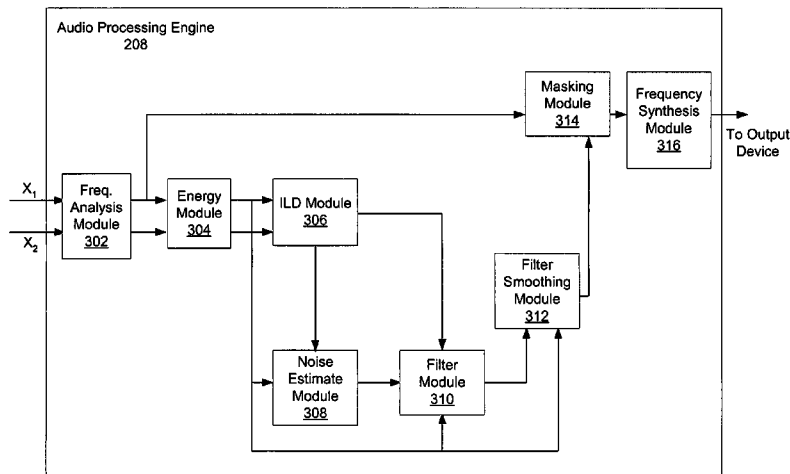 Audio Processing Engine
208
Masking
Module
314
Frequency
Synthesis
Module
316
To Output
Device
X1
X2
Freq.
Analysis
Module
302
Energy
Module
304
ILD Module
306
Filter
Smoothing
Module
312
Noise
Estimate
Module
308
Filter
Module
310